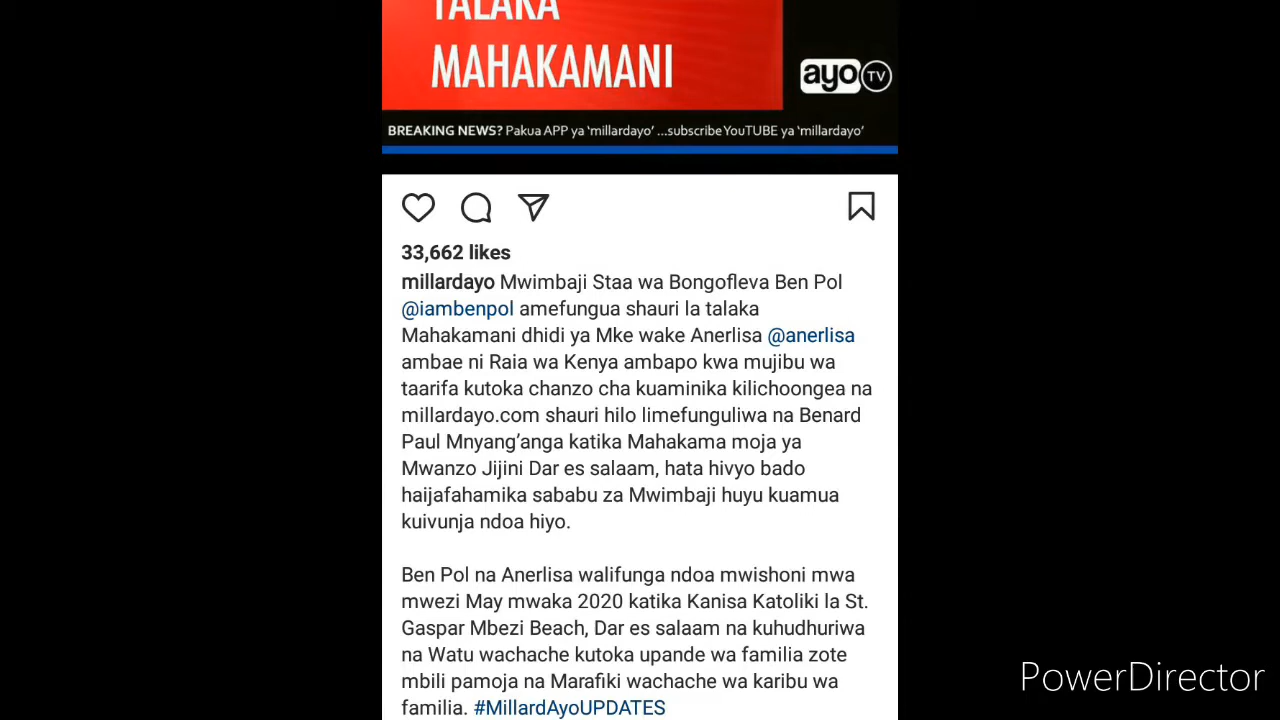 TALAKA
MAHAKAMANI
ayo TV
BREAKING NEWS? Pakua APP ya 'millardayo' ...subscribe YouTUBE ya 'millardayo'
33,662 likes
millardayo Mwimbaji Staa wa Bongofleva Ben Pol
@iambenpol amefungua shauri la talaka
Mahakamani dhidi ya Mke wake Anerlisa @anerlisa
ambae ni Raia wa Kenya ambapo kwa mujibu wa
taarifa kutoka chanzo cha kuaminika kilichoongea na
millardayo.com shauri hilo limefunguliwa na Benard
Paul Mnyang'anga katika Mahakama moja ya
Mwanzo Jijini Dar es salaam, hata hivyo bado
haijafahamika sababu za Mwimbaji huyu kuamua
kuivunja ndoa hiyo.
Ben Pol na Anerlisa walifunga ndoa mwishoni mwa
mwezi May mwaka 2020 katika Kanisa Katoliki la St.
Gaspar Mbezi Beach, Dar es salaam na kuhudhuriwa
na Watu wachache kutoka upande wa familia zote
mbili pamoja na Marafiki wachache wa karibu wa
familia. #MillardAyoUPDATES
PowerDirector